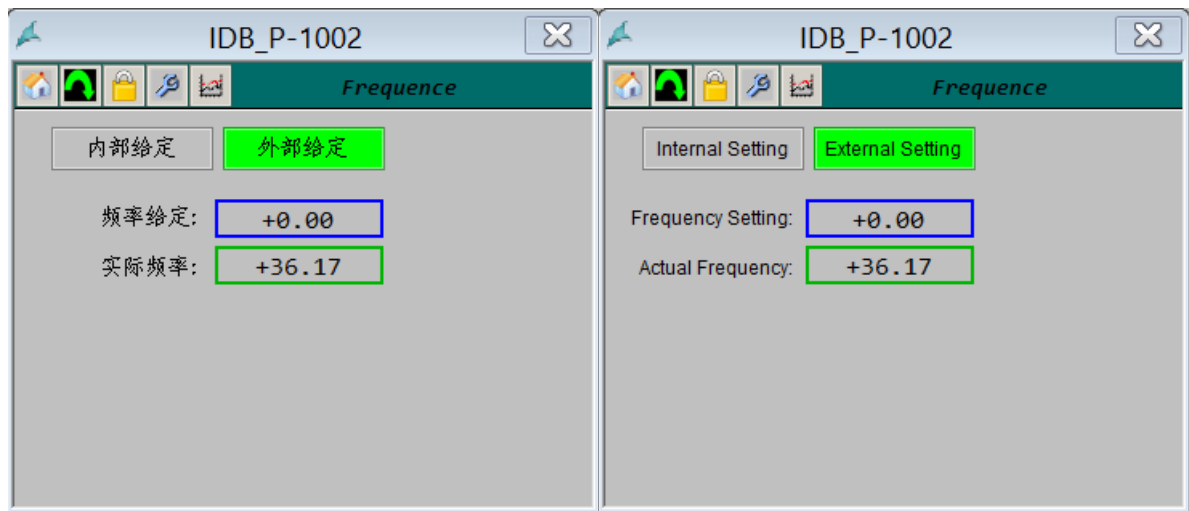 IDB_P-1002
Frequence
内部给定 外部给定
频率给定: +0.00
实际频率: +36.17
IDB_P-1002
Frequence
Internal Setting External Setting
Frequency Setting: +0.00
Actual Frequency: +36.17